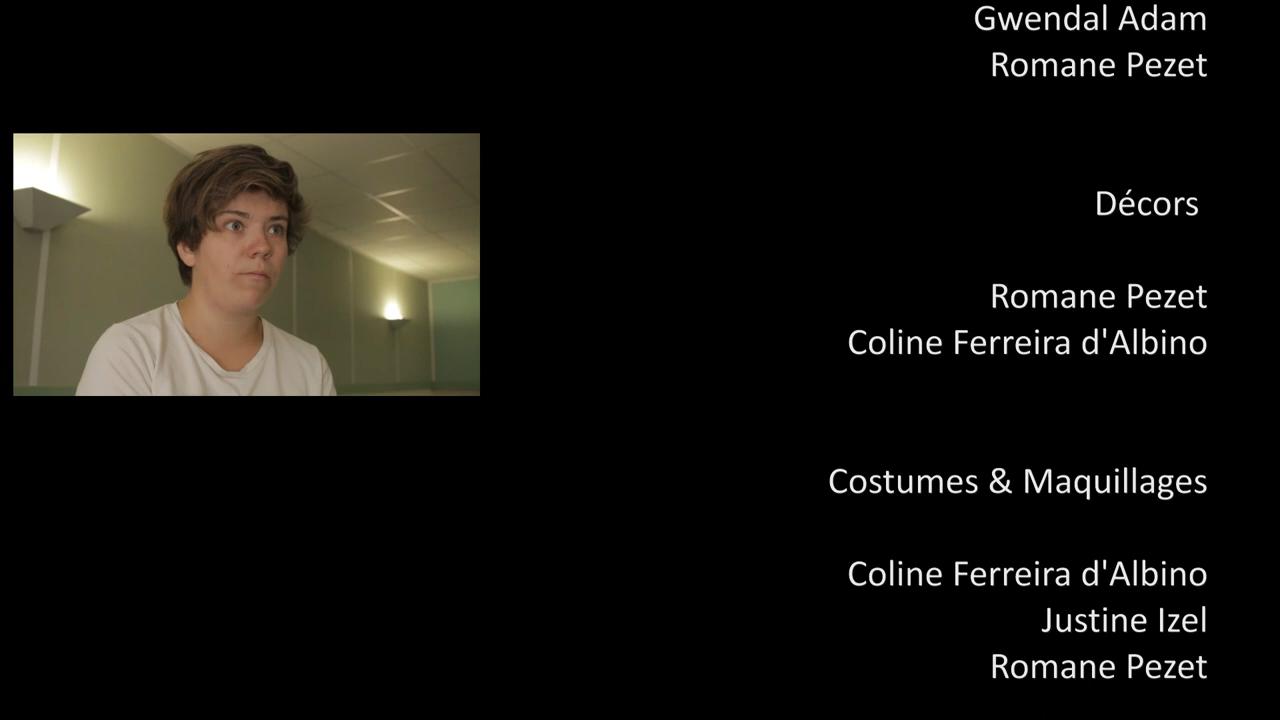 Gwendal Adam
Romane Pezet
Décors
Romane Pezet
Coline Ferreira d'Albino
Costumes & Maquillages
Coline Ferreira d'Albino
Justine Izel
Romane Pezet